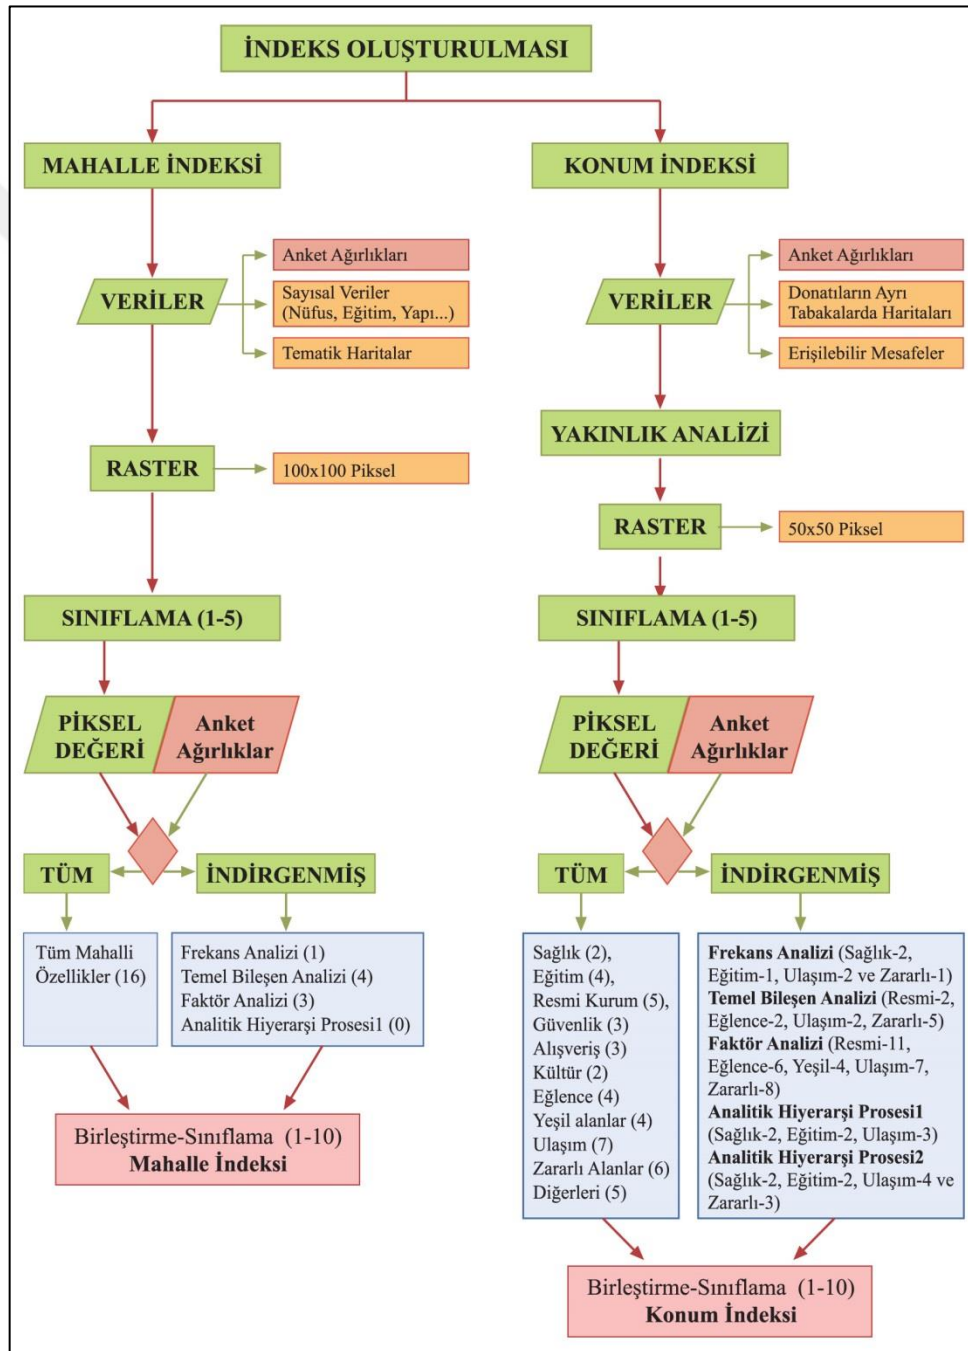 İNDEKS OLUŞTURULMASI
MAHALLE İNDEKSİ
VERİLER
Anket Ağırlıkları
Sayısal Veriler
(Nüfus, Eğitim, Yapı...)
Tematik Haritalar
RASTER
100x100 Piksel
SINIFLAMA (1-5)
PİKSEL
DEĞERİ
Anket
Ağırlıklar
TÜM
İNDİRGENMİŞ
Tüm Mahalli
Özellikler (16)
Frekans Analizi (1)
Temel Bileşen Analizi (4)
Faktör Analizi (3)
Analitik Hiyerarşi Prosesi1 (0)
Birleştirme-Sınıflama (1-10)
Mahalle İndeksi
KONUM İNDEKSİ
VERİLER
Anket Ağırlıkları
Donatıların Ayrı
Tabakalarda Haritaları
Erişilebilir Mesafeler
YAKINLIK ANALİZİ
RASTER
50x50 Piksel
SINIFLAMA (1-5)
PİKSEL
DEĞERİ
Anket
Ağırlıklar
TÜM
İNDİRGENMİŞ
Sağlık (2),
Eğitim (4),
Resmi Kurum (5),
Güvenlik (3)
Alışveriş (3)
Kültür (2)
Eğlence (4)
Yeşil alanlar (4)
Ulaşım (7)
Zararlı Alanlar (6)
Diğerleri (5)
Frekans Analizi (Sağlık-2,
Eğitim-1, Ulaşım-2 ve Zararlı-1)
Temel Bileşen Analizi (Resmi-2,
Eğlence-2, Ulaşım-2, Zararlı-5)
Faktör Analizi (Resmi-11,
Eğlence-6, Yeşil-4, Ulaşım-7,
Zararlı-8)
Analitik Hiyerarşi Prosesi1
(Sağlık-2, Eğitim-2, Ulaşım-3)
Analitik Hiyerarşi Prosesi2
(Sağlık-2, Eğitim-2, Ulaşım-4 ve
Zararlı-3)
Birleştirme-Sınıflama (1-10)
Konum İndeksi